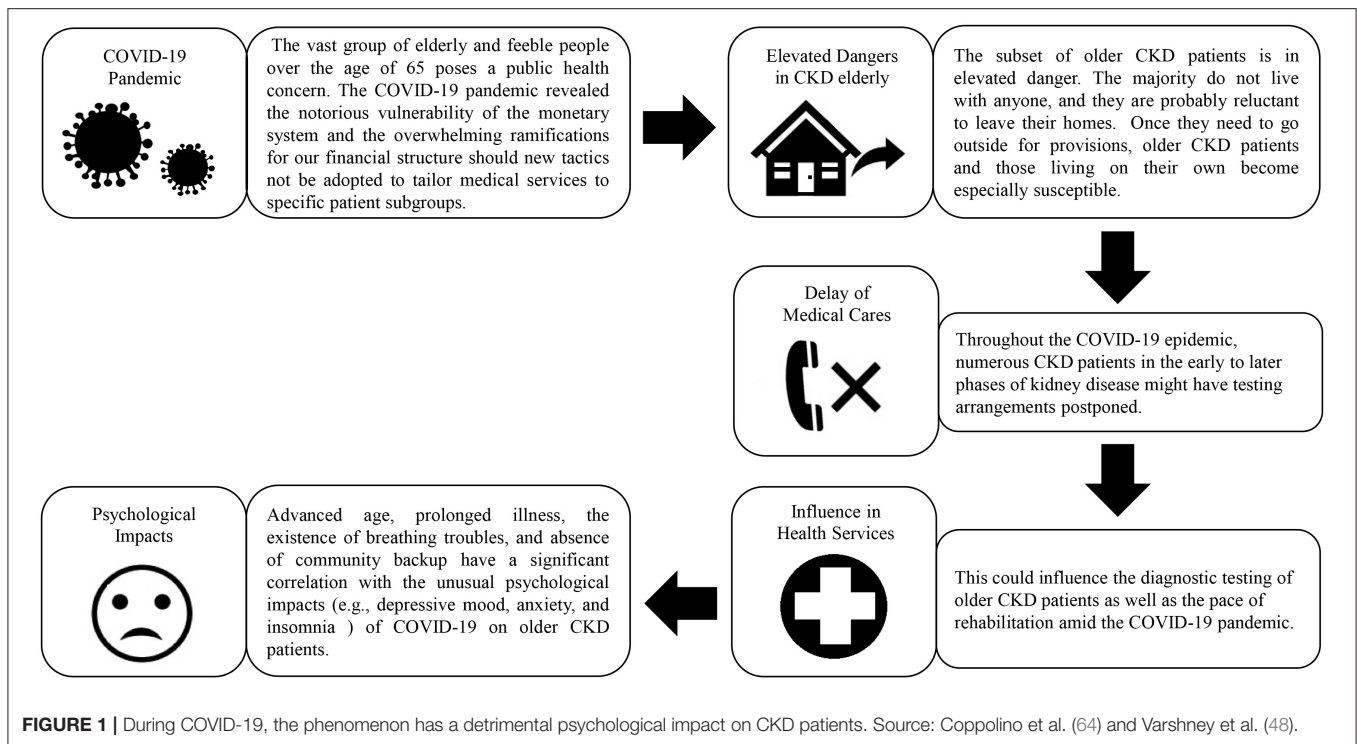 COVID-19
Pandemic
The vast group of elderly and feeble people
over the age of 65 poses a public health
concern. The COVID-19 pandemic revealed
the notorious vulnerability of the monetary
system and the overwhelming ramifications
for our financial structure should new tactics
not be adopted to tailor medical services to
specific patient subgroups.
Elevated Dangers
in CKD elderly
The subset of older CKD patients is in
elevated danger. The majority do not live
with anyone, and they are probably reluctant
to leave their homes. Once they need to go
outside for provisions, older CKD patients
and those living on their own become
especially susceptible.
Delay of
Medical Cares
Throughout the COVID-19 epidemic,
numerous CKD patients in the early to later
phases of kidney disease might have testing
arrangements postponed.
Influence in
Health Services
This could influence the diagnostic testing of
older CKD patients as well as the pace of
rehabilitation amid the COVID-19 pandemic.
Psychological
Impacts
Advanced age, prolonged illness, the
existence of breathing troubles, and absence
of community backup have a significant
correlation with the unusual psychological
impacts (e.g., depressive mood, anxiety, and
insomnia ) of COVID-19 on older CKD
patients.
FIGURE 1 | During COVID-19, the phenomenon has a detrimental psychological impact on CKD patients. Source: Coppolino et al. (64) and Varshney et al. (48).